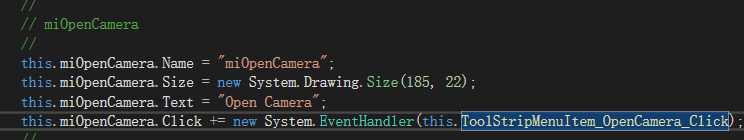 //
// miOpenCamera
//
this.miOpenCamera.Name = "miOpenCamera";
this.miOpenCamera.Size = new System.Drawing.Size(185, 22);
this.miOpenCamera.Text = "Open Camera";
this.miOpenCamera.Click += new System.EventHandler(this.ToolStripMenuItem_OpenCamera_Click);
//